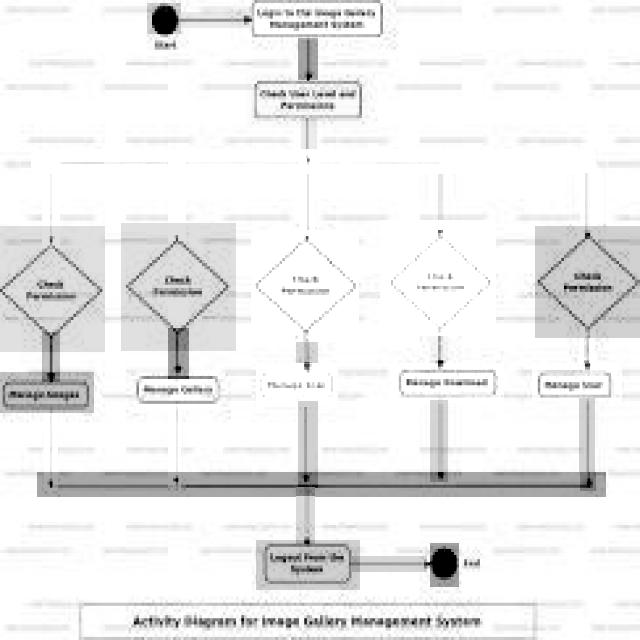 Login to the Image Gallery
Management System
Start
Check User Level and
Permissions
Check
Permission
Check
Permission
Check
Permission
Check
Permission
Check
Permission
Manage Images
Manage Gallery
Manage
Manage Download
Manage User
Logout From the
System
End
Activity Diagram for Image Gallery Management System